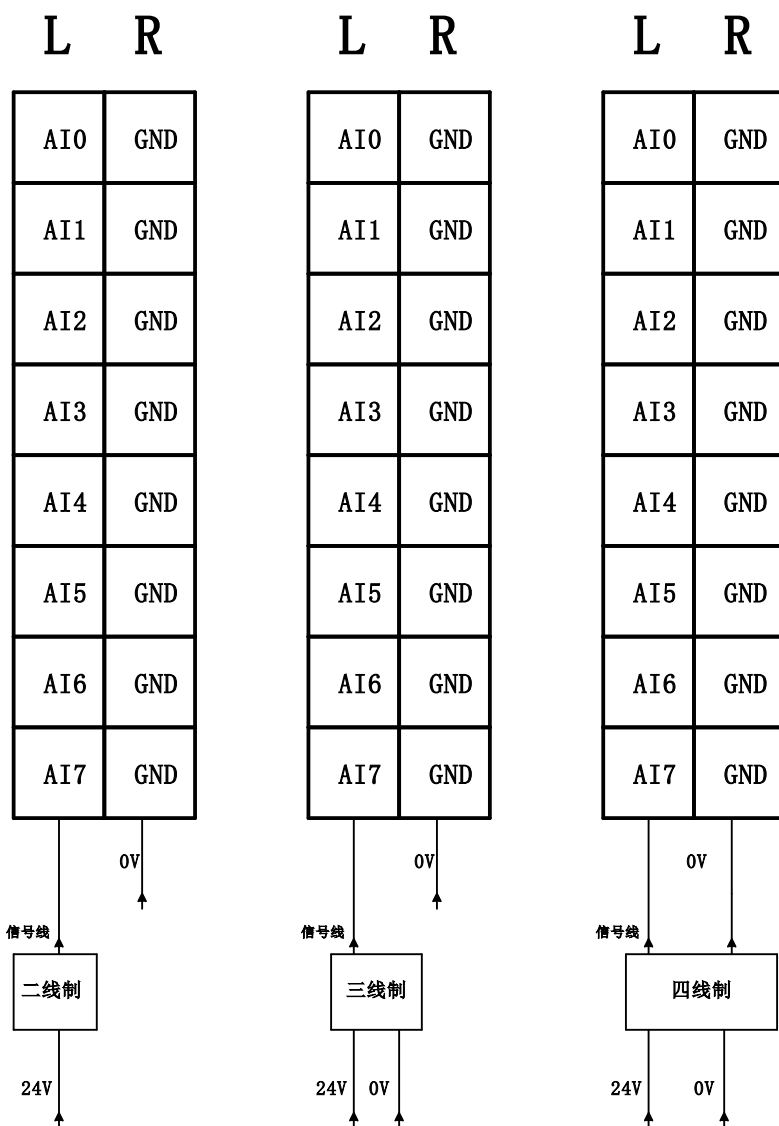 L R L R L R
AI0 GND AI0 GND AI0 GND
AI1 GND AI1 GND AI1 GND
AI2 GND AI2 GND AI2 GND
AI3 GND AI3 GND AI3 GND
AI4 GND AI4 GND AI4 GND
AI5 GND AI5 GND AI5 GND
AI6 GND AI6 GND AI6 GND
AI7 GND AI7 GND AI7 GND
0V 0V 0V
信号线 信号线 信号线
二线制 三线制 四线制
24V 24V 0V 24V 0V